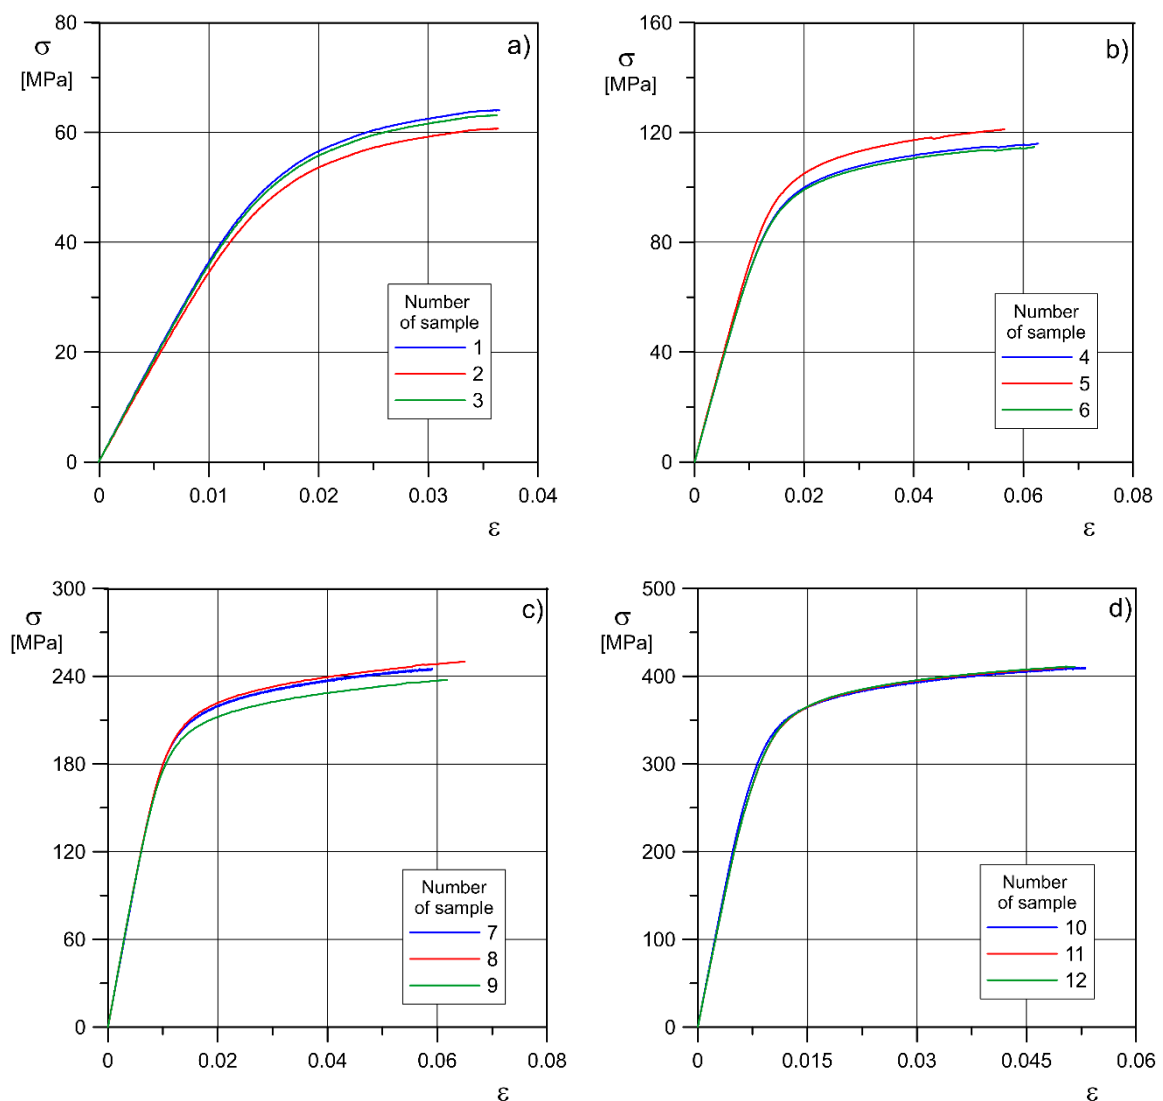 80
60
40
20
0
σ
[MPa]
a)
Number
of sample
1
2
3
0
0.01
0.02
0.03
0.04
ε
160
120
80
40
0
σ
[MPa]
b)
Number
of sample
4
5
6
0
0.02
0.04
0.06
0.08
ε
300
240
180
120
60
0
σ
[MPa]
c)
Number
of sample
7
8
9
0
0.02
0.04
0.06
0.08
ε
500
400
300
200
100
0
σ
[MPa]
d)
Number
of sample
10
11
12
0
0.015
0.03
0.045
0.06
ε